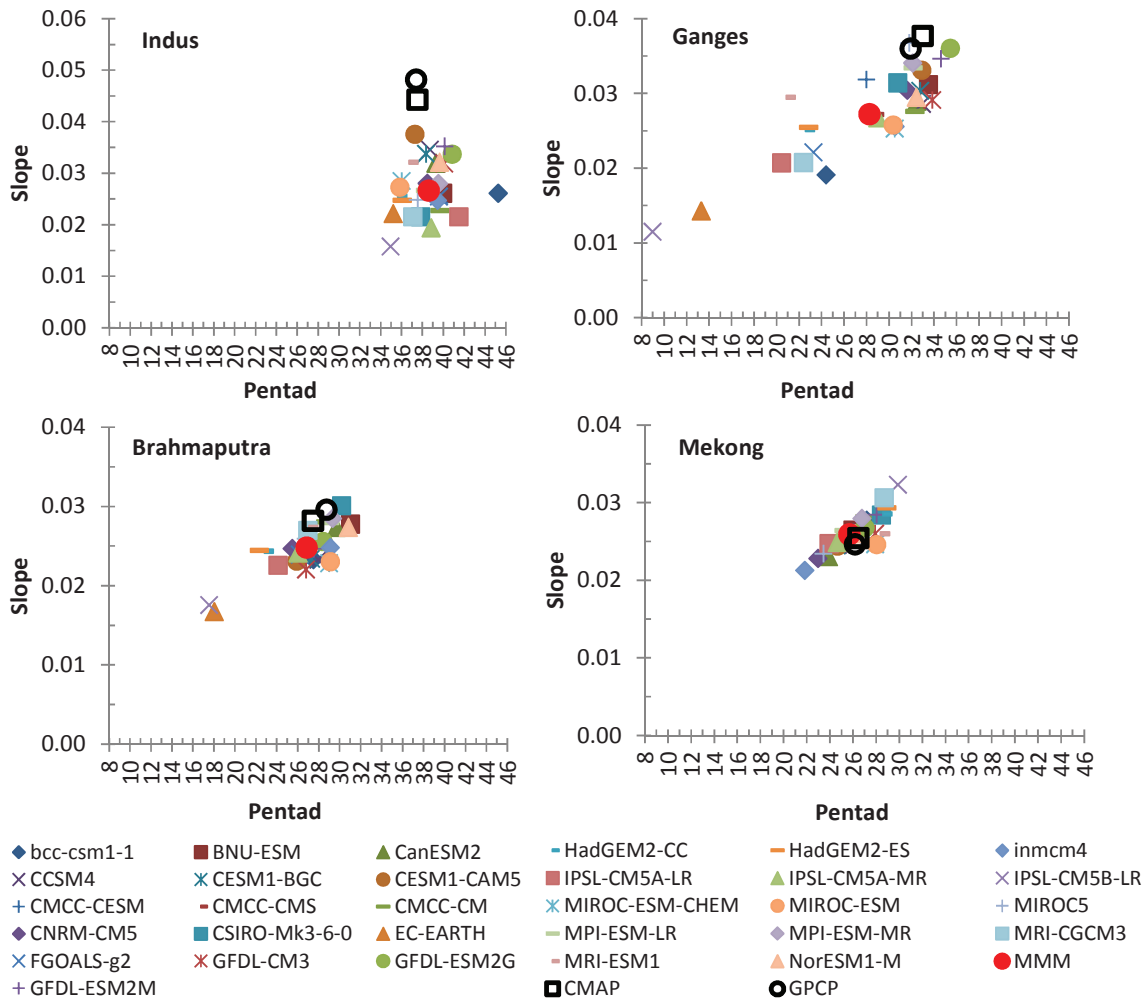 Indus
Slope
0.06
0.05
0.04
0.03
0.02
0.01
0.00
8 10 12 14 16 18 20 22 24 26 28 30 32 34 36 38 40 42 44 46
Pentad
Ganges
Slope
0.04
0.03
0.02
0.01
0.00
8 10 12 14 16 18 20 22 24 26 28 30 32 34 36 38 40 42 44 46
Pentad
Brahmaputra
Slope
0.04
0.03
0.02
0.01
0.00
8 10 12 14 16 18 20 22 24 26 28 30 32 34 36 38 40 42 44 46
Pentad
Mekong
Slope
0.04
0.03
0.02
0.01
0.00
8 10 12 14 16 18 20 22 24 26 28 30 32 34 36 38 40 42 44 46
Pentad
bcc-csm1-1 BNU-ESM CanESM2 HadGEM2-CC HadGEM2-ES inmcm4
CCSM4 CESM1-BGC CESM1-CAM5 IPSL-CM5A-LR IPSL-CM5A-MR IPSL-CM5B-LR
CMCC-CESM CMCC-CMS CMCC-CM MIROC-ESM-CHEM MIROC-ESM MIROC5
CNRM-CM5 CSIRO-Mk3-6-0 EC-EARTH MPI-ESM-LR MPI-ESM-MR MRI-CGCM3
FGOALS-g2 GFDL-CM3 GFDL-ESM2G MRI-ESM1 NorESM1-M MMM
GFDL-ESM2M CMAP GPCP